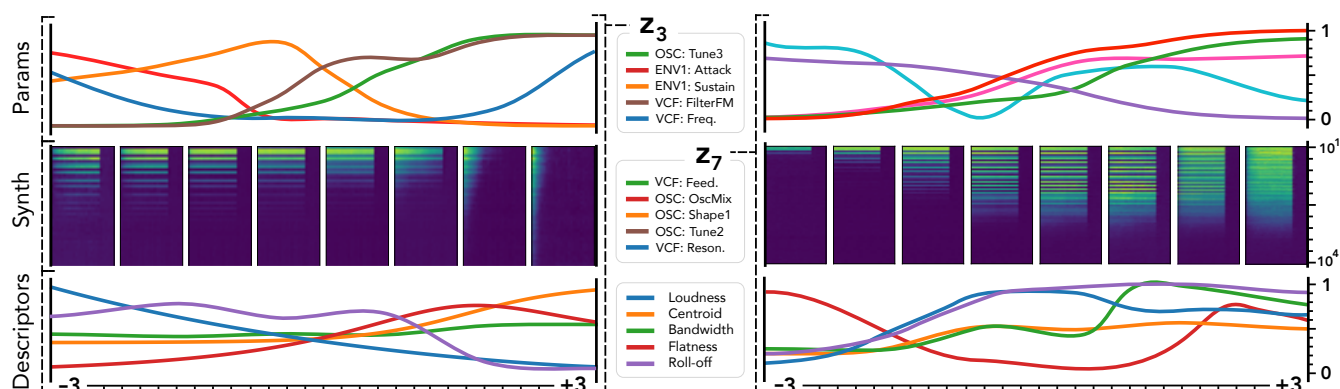 Params
z3
OSC: Tune3
ENV1: Attack
ENV1: Sustain
VCF: FilterFM
VCF: Freq.
1
0
Synth
z7
VCF: Feed.
OSC: OscMix
OSC: Shape1
OSC: Tune2
VCF: Reson.
10¹
10⁴
Descriptors
Loudness
Centroid
Bandwidth
Flatness
Roll-off
1
0
−3
+3
−3
+3